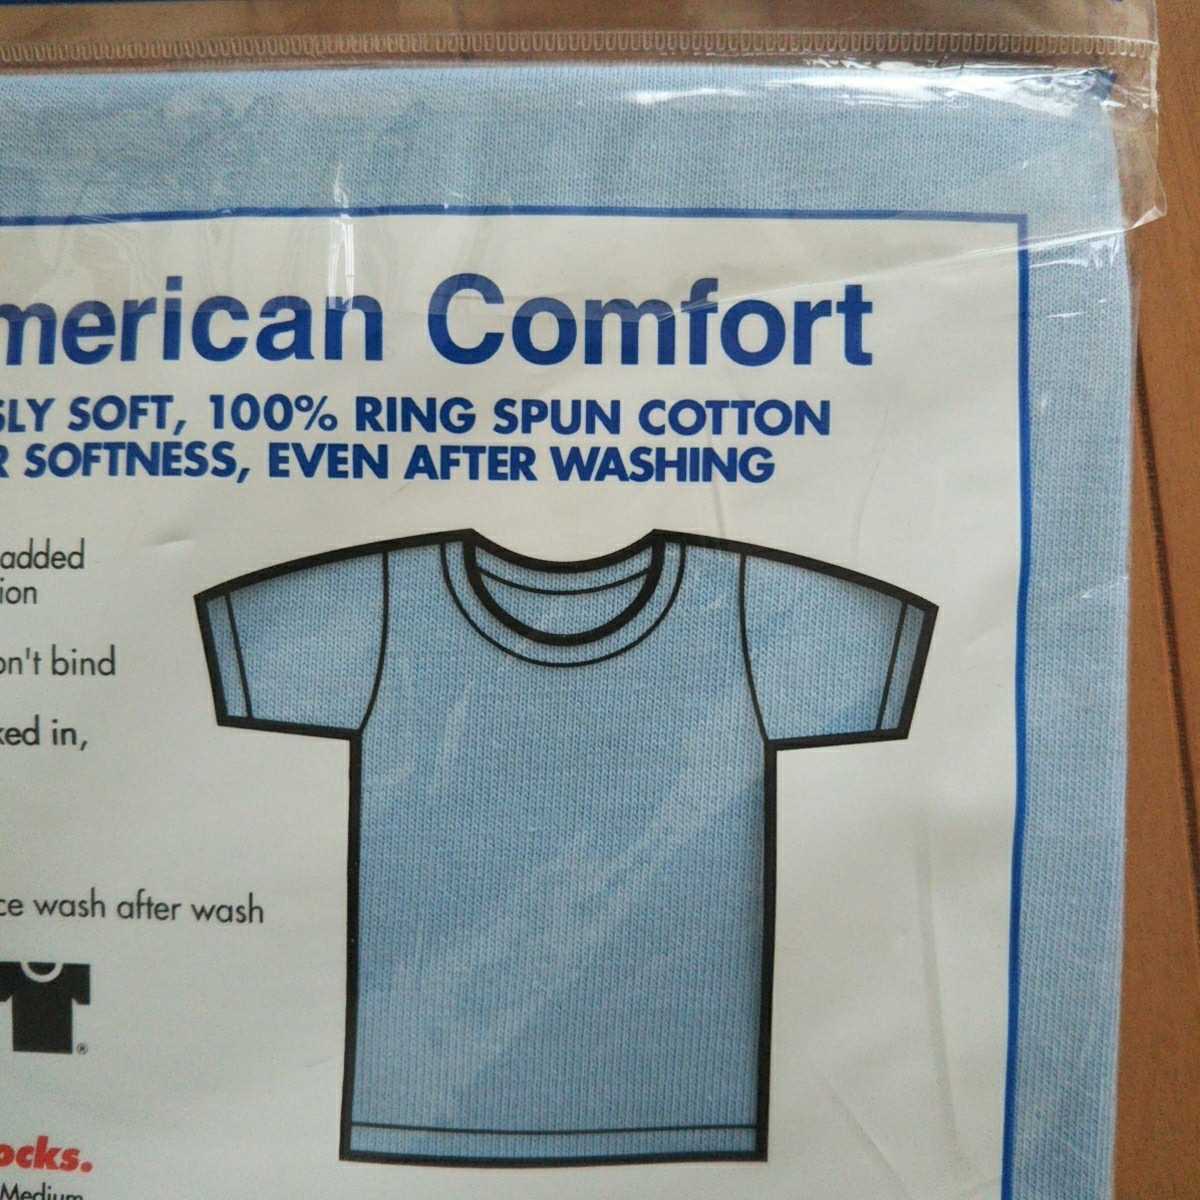 American Comfort
SLY SOFT, 100% RING SPUN COTTON
R SOFTNESS, EVEN AFTER WASHING
added
ion
on't bind
ked in,
ce wash after wash
®
ocks.
Medium